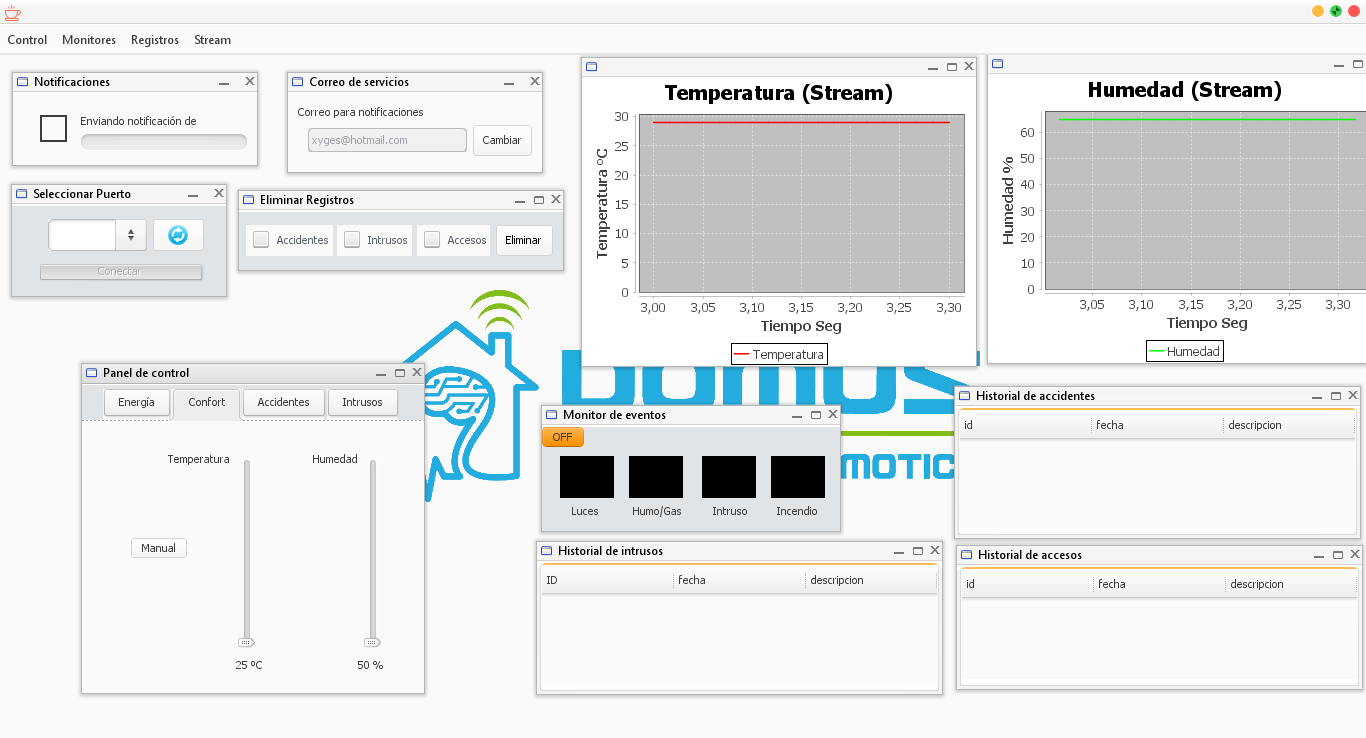 Control Monitores Registros Stream
Notificaciones
Enviando notificación de
Correo de servicios
Correo para notificaciones
xyges@hotmail.com Cambiar
Temperatura (Stream)
Temperatura ºC
30
25
20
15
10
5
0
3,00 3,05 3,10 3,15 3,20 3,25 3,30
Tiempo Seg
Temperatura
Humedad (Stream)
Humedad %
60
50
40
30
20
10
0
3,05 3,10 3,15 3,20 3,25 3,30
Tiempo Seg
Humedad
Seleccionar Puerto
Conectar
Eliminar Registros
Accidentes Intrusos Accesos Eliminar
Panel de control
Energía Confort Accidentes Intrusos
Temperatura Humedad
Manual
25 ºC 50 %
Monitor de eventos
OFF
Luces Humo/Gas Intruso Incendio
Historial de accidentes
id fecha descripcion
Historial de intrusos
ID fecha descripcion
Historial de accesos
id fecha descripcion